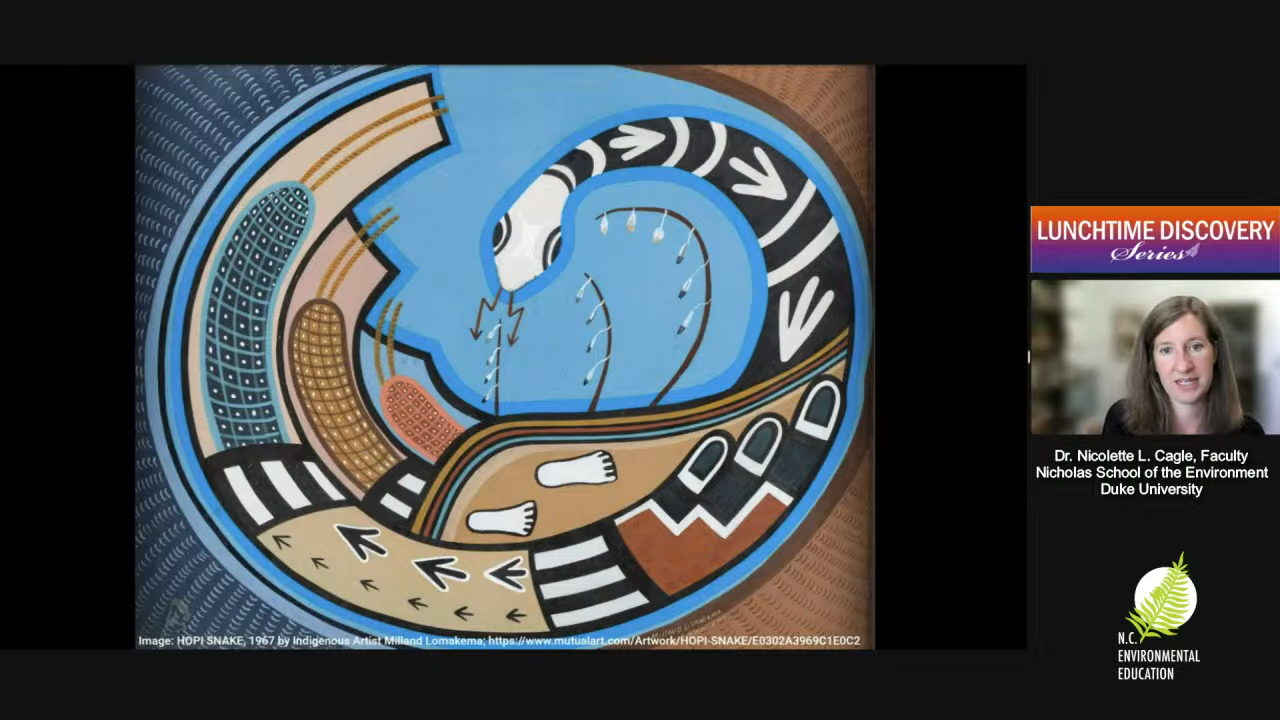 Image: HOPI SNAKE, 1967 by Indigenous Artist Milland Lomakema; https://www.mutualart.com/Artwork/HOPI-SNAKE/E0302A3969C1E0C2
LUNCHTIME DISCOVERY
Series
Dr. Nicolette L. Cagle, Faculty
Nicholas School of the Environment
Duke University
N.C.
ENVIRONMENTAL
EDUCATION